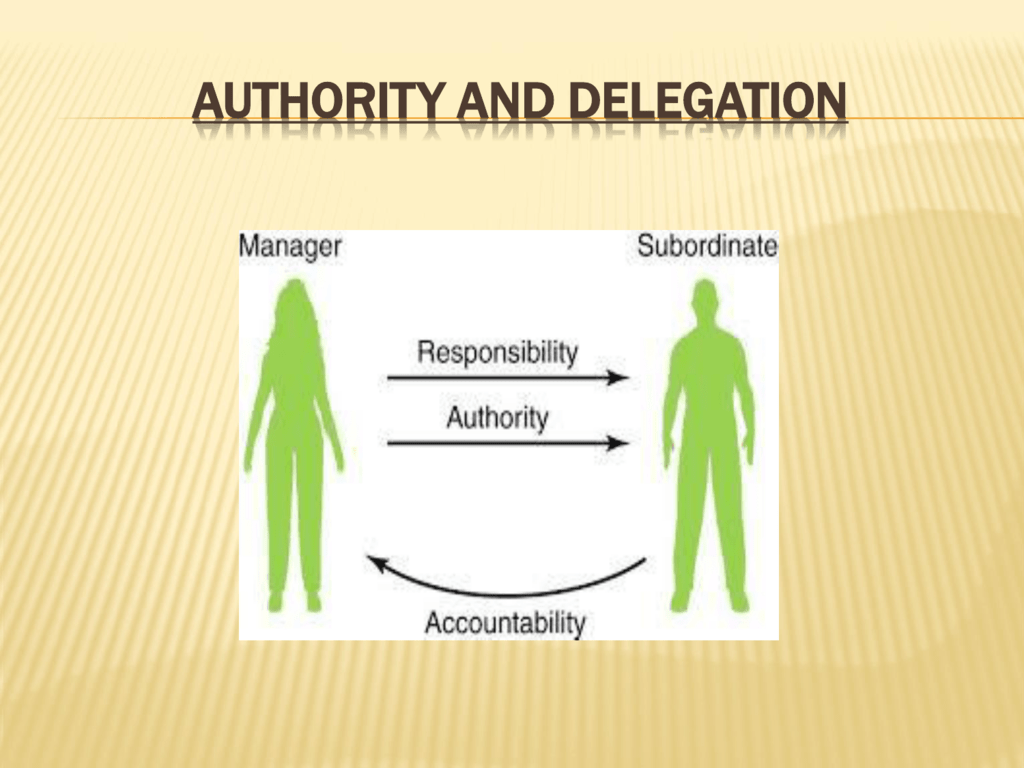 AUTHORITY AND DELEGATION
Manager
Subordinate
Responsibility
Authority
Accountability